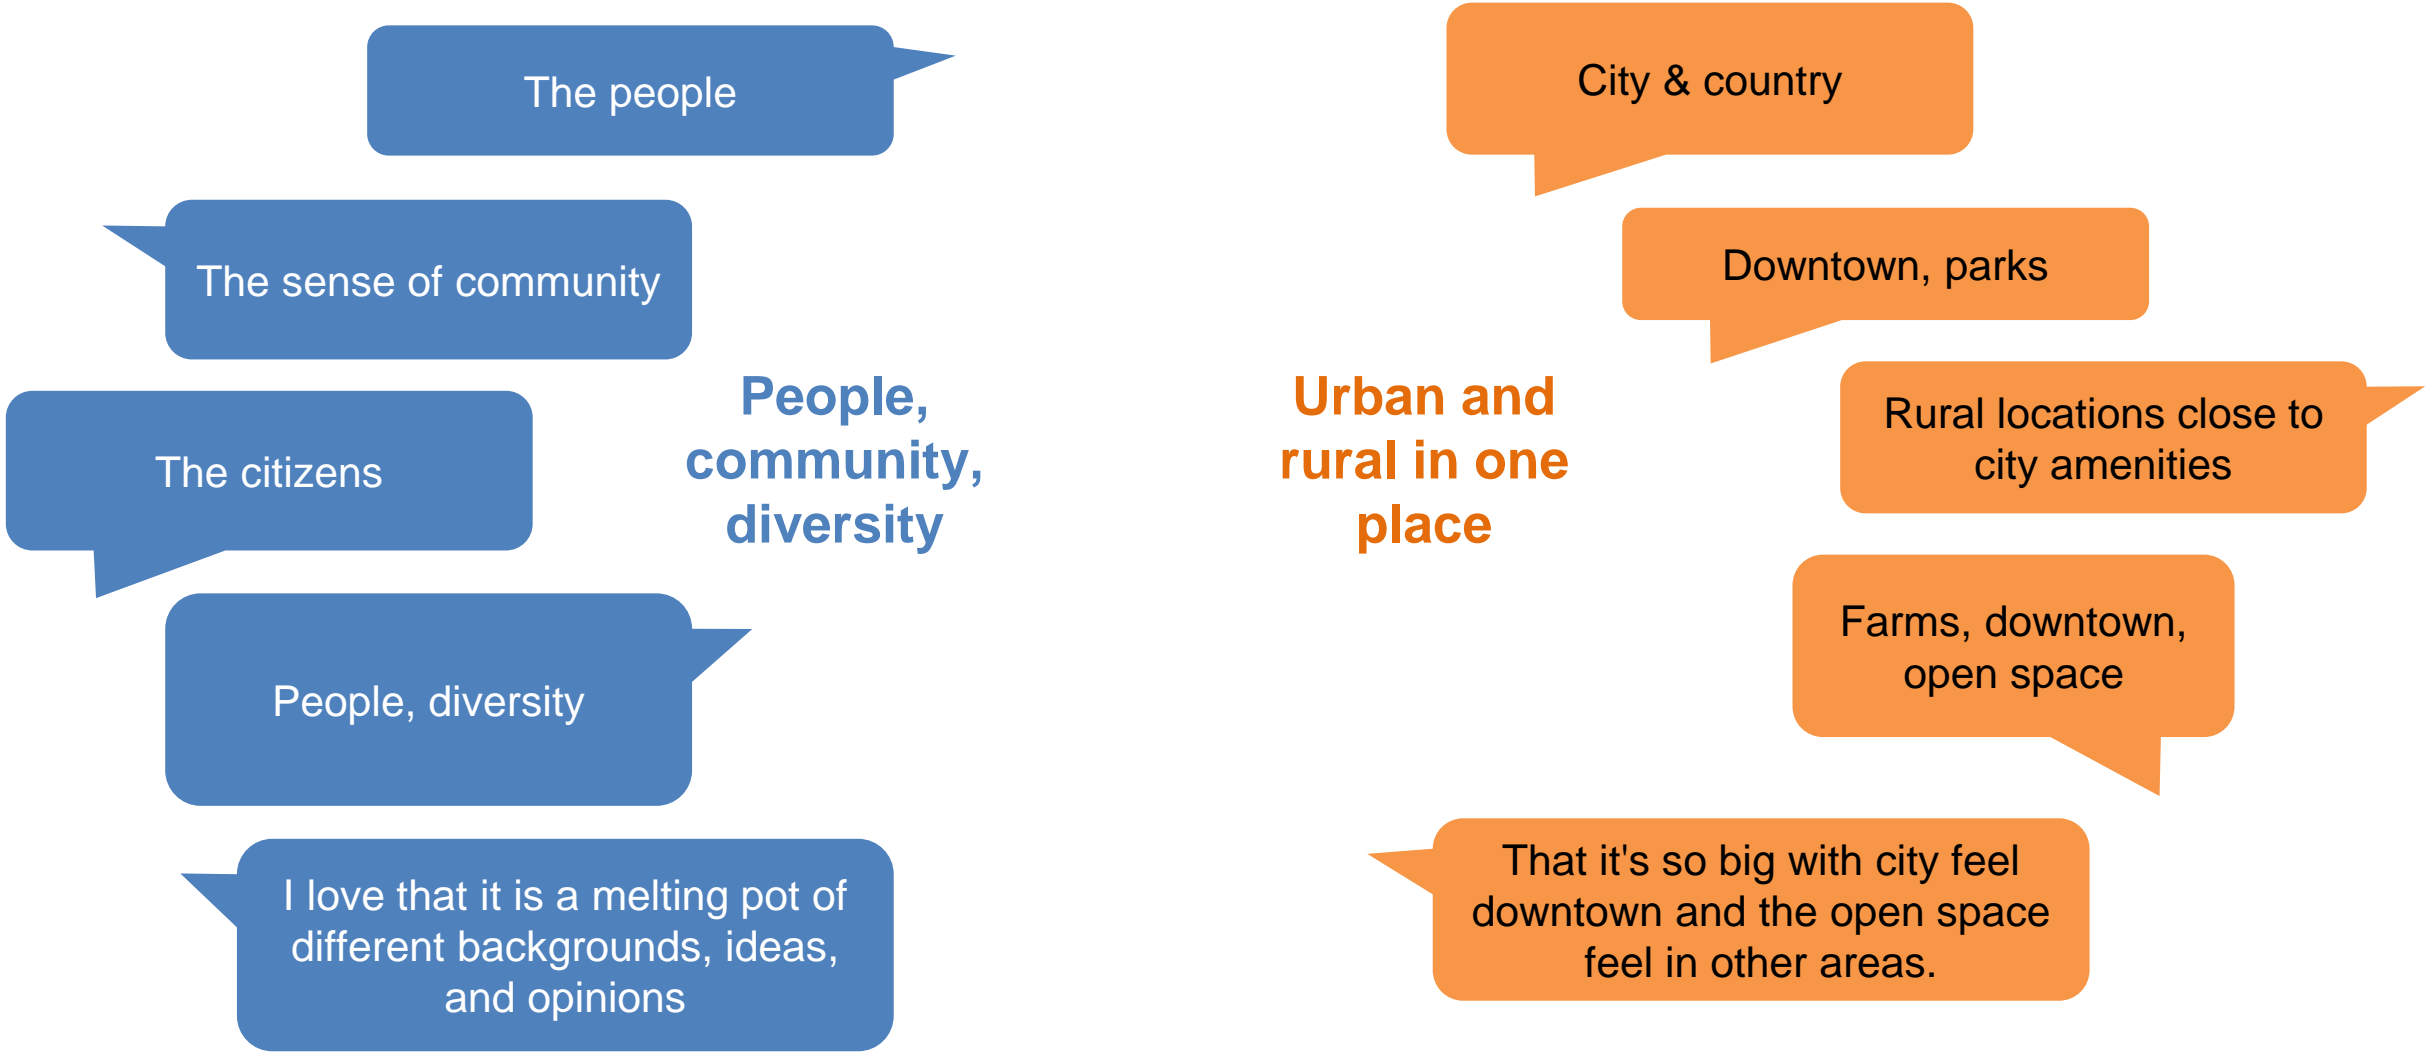 The people
The sense of community
The citizens
People, diversity
I love that it is a melting pot of
different backgrounds, ideas,
and opinions
People,
community,
diversity
Urban and
rural in one
place
City & country
Downtown, parks
Rural locations close to
city amenities
Farms, downtown,
open space
That it's so big with city feel
downtown and the open space
feel in other areas.